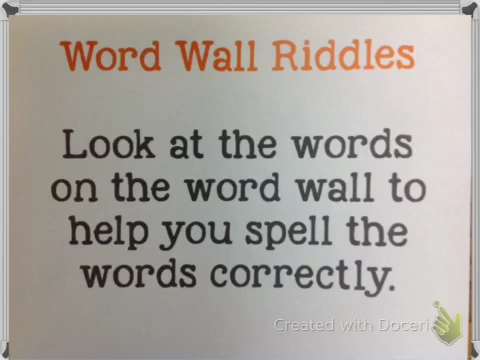 Word Wall Riddles
Look at the words
on the word wall to
help you spell the
words correctly.
Created with Doceri